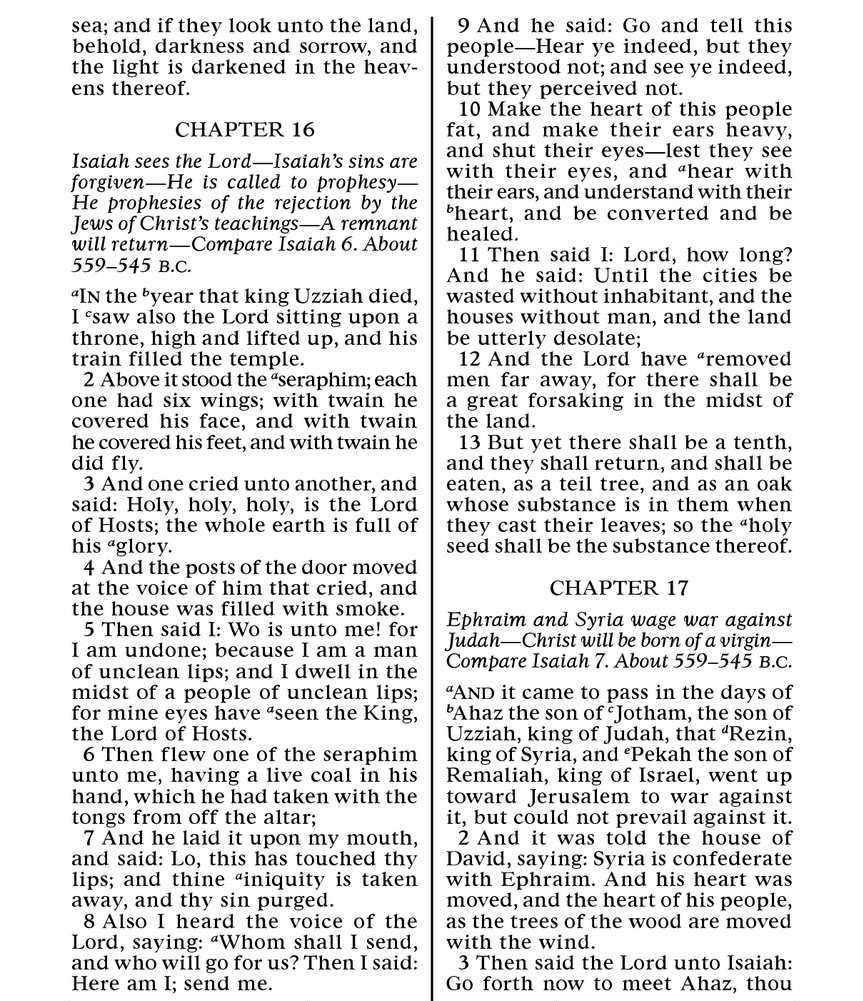 sea; and if they look unto the land,
behold, darkness and sorrow, and
the light is darkened in the heav-
ens thereof.
CHAPTER 16
Isaiah sees the Lord—Isaiah’s sins are
forgiven—He is called to prophesy—
He prophesies of the rejection by the
Jews of Christ’s teachings—A remnant
will return—Compare Isaiah 6. About
559–545 B.C.
aIN the byear that king Uzziah died,
I csaw also the Lord sitting upon a
throne, high and lifted up, and his
train filled the temple.
2 Above it stood the aseraphim; each
one had six wings; with twain he
covered his face, and with twain
he covered his feet, and with twain he
did fly.
3 And one cried unto another, and
said: Holy, holy, holy, is the Lord
of Hosts; the whole earth is full of
his aglory.
4 And the posts of the door moved
at the voice of him that cried, and
the house was filled with smoke.
5 Then said I: Wo is unto me! for
I am undone; because I am a man
of unclean lips; and I dwell in the
midst of a people of unclean lips;
for mine eyes have aseen the King,
the Lord of Hosts.
6 Then flew one of the seraphim
unto me, having a live coal in his
hand, which he had taken with the
tongs from off the altar;
7 And he laid it upon my mouth,
and said: Lo, this has touched thy
lips; and thine ainiquity is taken
away, and thy sin purged.
8 Also I heard the voice of the
Lord, saying: aWhom shall I send,
and who will go for us? Then I said:
Here am I; send me.
9 And he said: Go and tell this
people—Hear ye indeed, but they
understood not; and see ye indeed,
but they perceived not.
10 Make the heart of this people
fat, and make their ears heavy,
and shut their eyes—lest they see
with their eyes, and ahear with
their ears, and understand with their
bheart, and be converted and be
healed.
11 Then said I: Lord, how long?
And he said: Until the cities be
wasted without inhabitant, and the
houses without man, and the land
be utterly desolate;
12 And the Lord have aremoved
men far away, for there shall be
a great forsaking in the midst of
the land.
13 But yet there shall be a tenth,
and they shall return, and shall be
eaten, as a teil tree, and as an oak
whose substance is in them when
they cast their leaves; so the aholy
seed shall be the substance thereof.
CHAPTER 17
Ephraim and Syria wage war against
Judah—Christ will be born of a virgin—
Compare Isaiah 7. About 559–545 B.C.
aAND it came to pass in the days of
bAhaz the son of cJotham, the son of
Uzziah, king of Judah, that dRezin,
king of Syria, and ePekah the son of
Remaliah, king of Israel, went up
toward Jerusalem to war against
it, but could not prevail against it.
2 And it was told the house of
David, saying: Syria is confederate
with Ephraim. And his heart was
moved, and the heart of his people,
as the trees of the wood are moved
with the wind.
3 Then said the Lord unto Isaiah:
Go forth now to meet Ahaz, thou